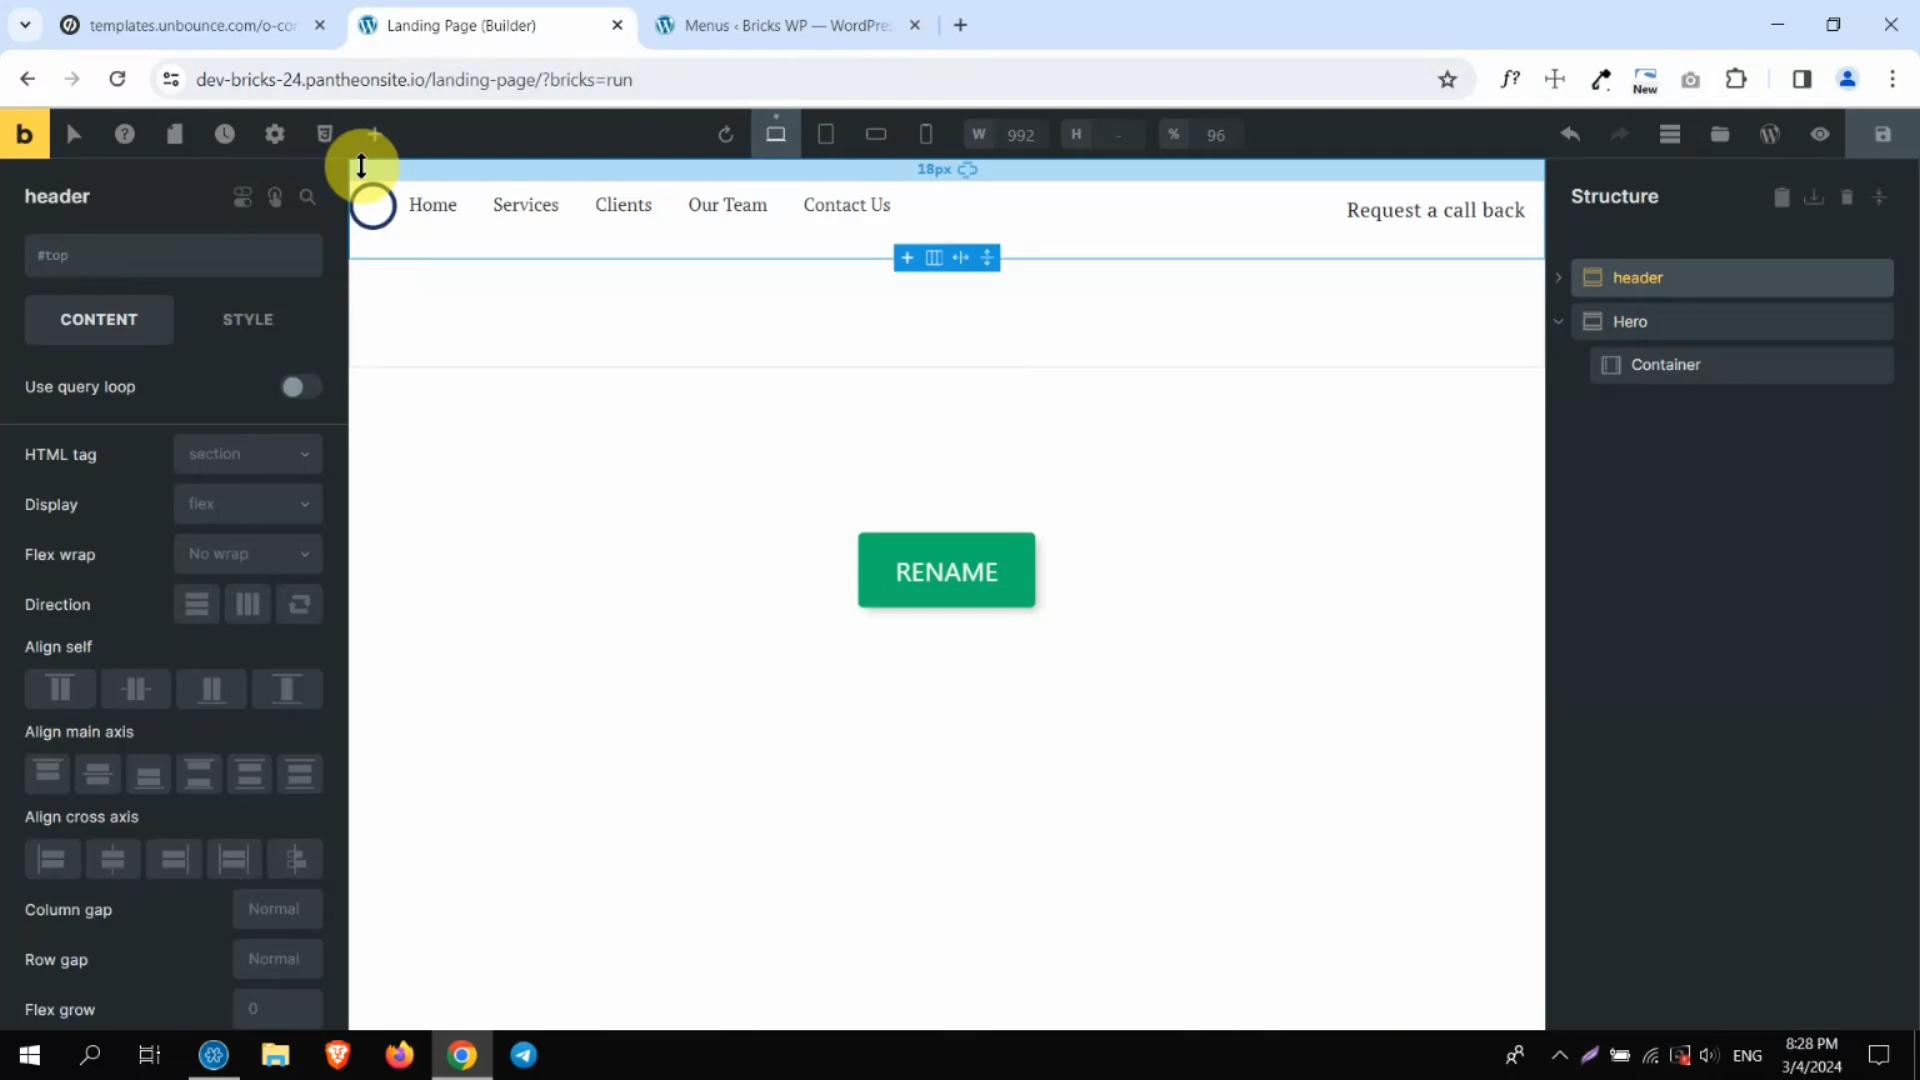 templates.unbounce.com/o-cor
Landing Page (Builder)
Menus ‹ Bricks WP — WordPres
dev-bricks-24.pantheonsite.io/landing-page/?bricks=run
f?
New
b
W 992 H - % 96
header
#top
CONTENT STYLE
Use query loop
HTML tag section
Display flex
Flex wrap No wrap
Direction
Align self
Align main axis
Align cross axis
Column gap Normal
Row gap Normal
Flex grow 0
18px
Home Services Clients Our Team Contact Us Request a call back
RENAME
Structure
header
Hero
Container
ENG
8:28 PM
3/4/2024